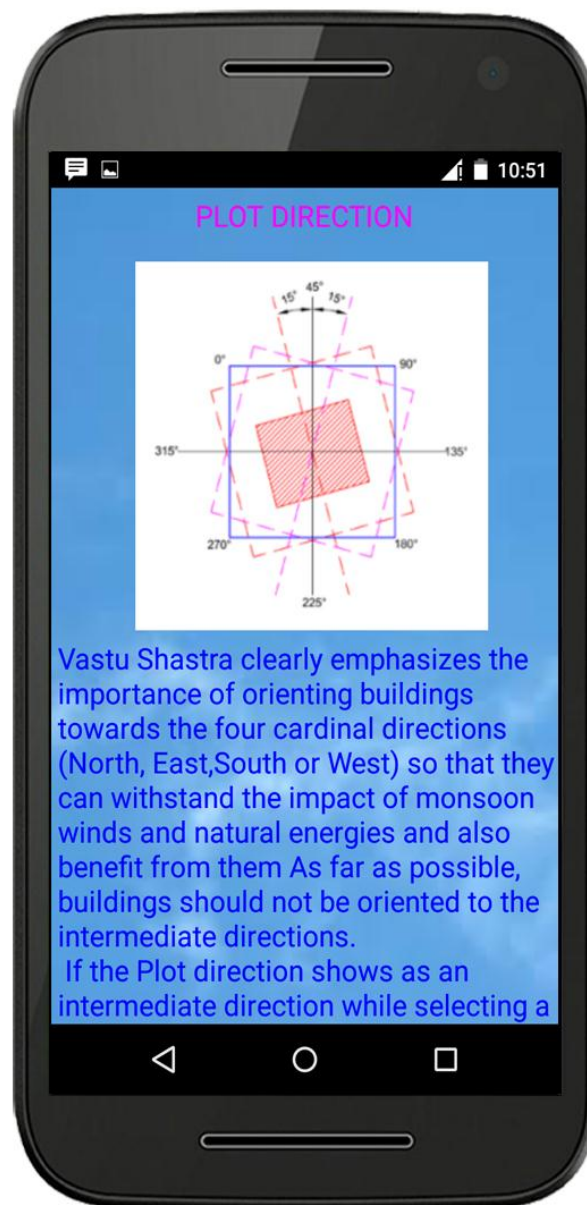 10:51
PLOT DIRECTION
15° 45° 15°
0° 90°
315° 135°
270° 180°
225°
Vastu Shastra clearly emphasizes the
importance of orienting buildings
towards the four cardinal directions
(North, East,South or West) so that they
can withstand the impact of monsoon
winds and natural energies and also
benefit from them As far as possible,
buildings should not be oriented to the
intermediate directions.
If the Plot direction shows as an
intermediate direction while selecting a